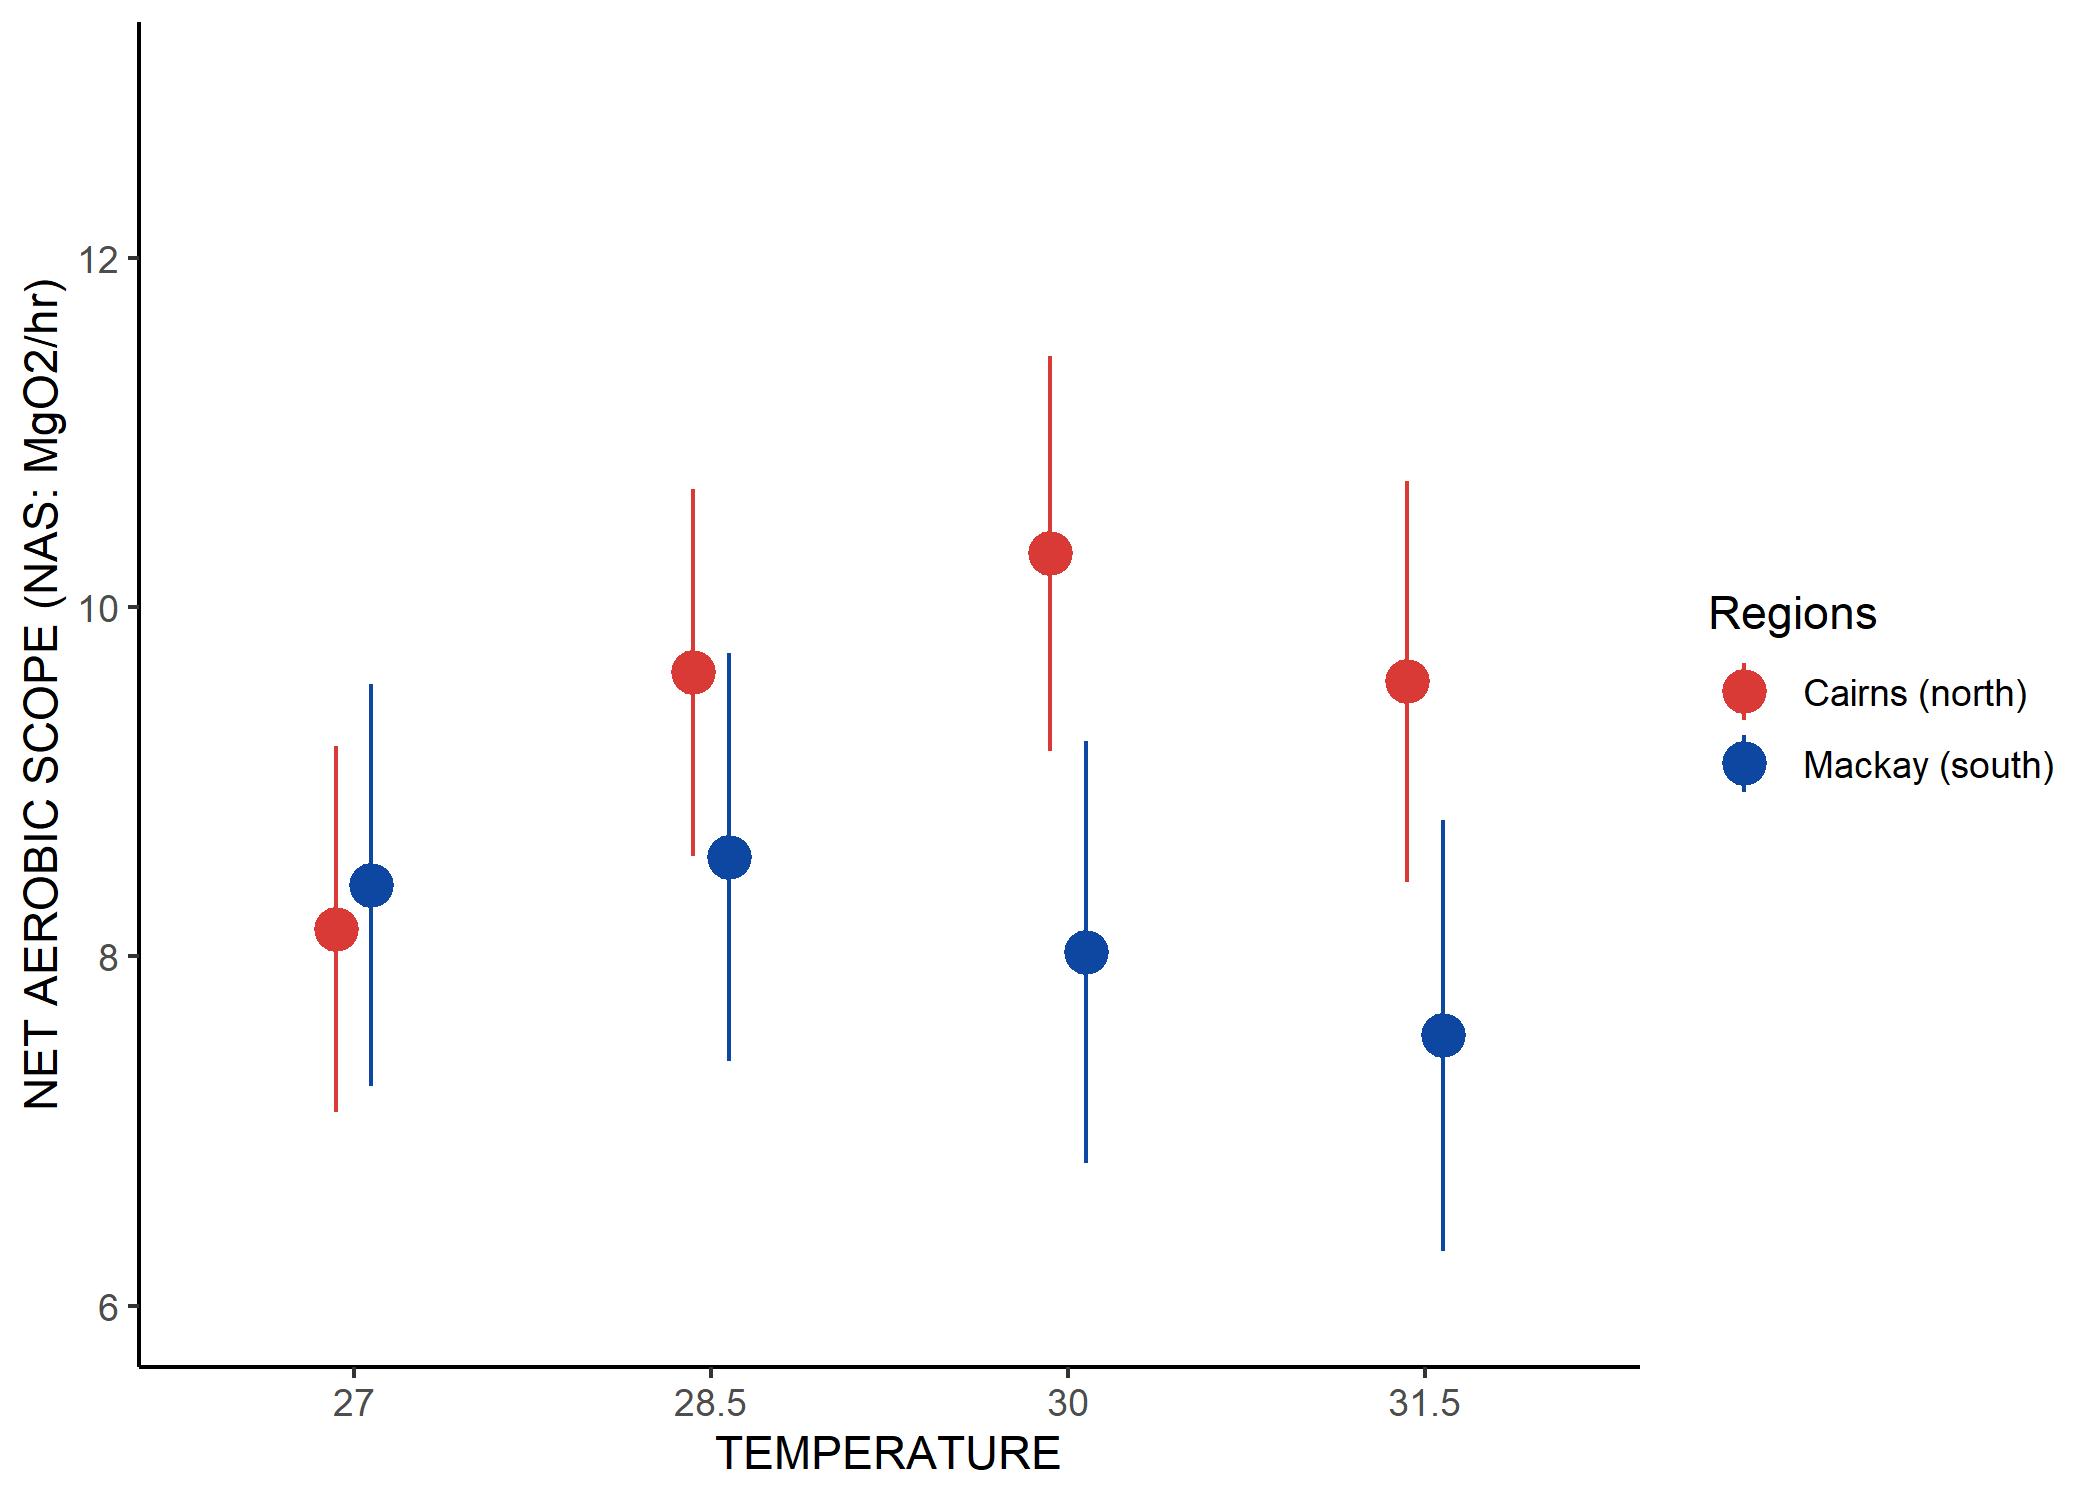 NET AEROBIC SCOPE (NAS: MgO2/hr)
12
10
8
6
27 28.5 30 31.5
TEMPERATURE
Regions
Cairns (north)
Mackay (south)